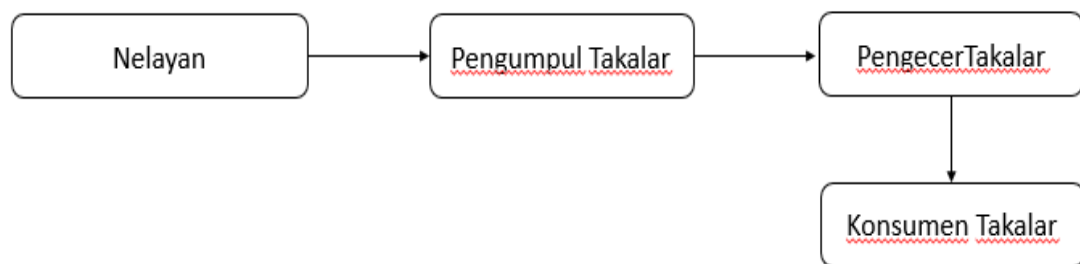 Nelayan
Pengumpul Takalar
PengecerTakalar
Konsumen Takalar